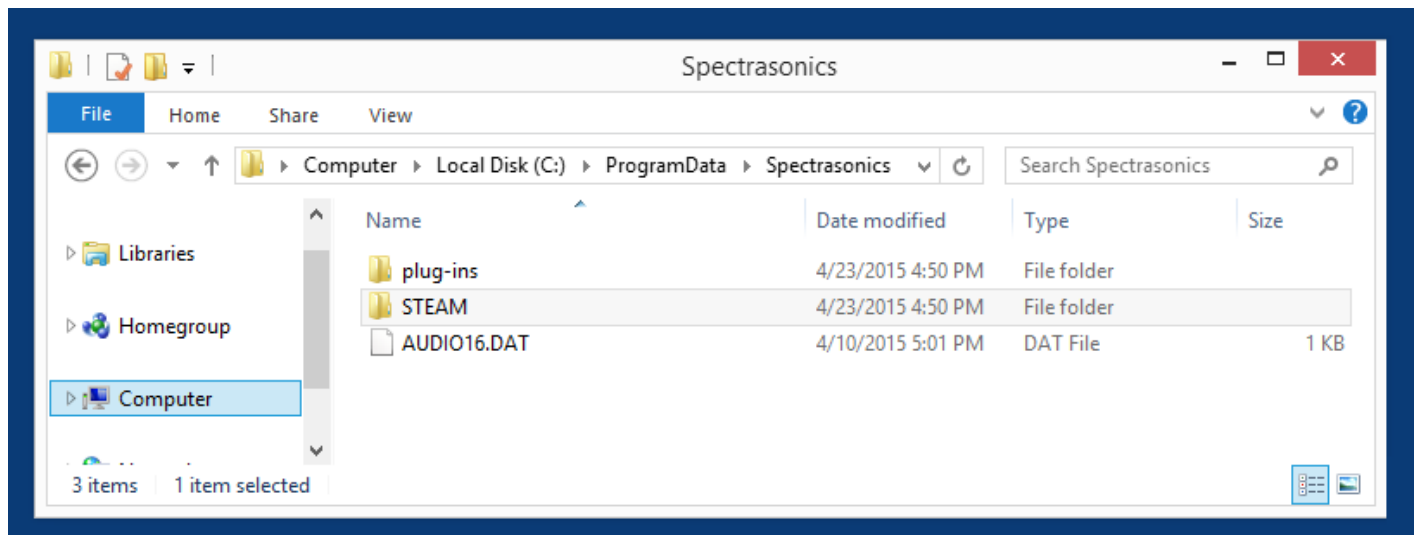 Spectrasonics
File Home Share View
Computer Local Disk (C:) ProgramData Spectrasonics Search Spectrasonics
Name Date modified Type Size
Libraries
plug-ins 4/23/2015 4:50 PM File folder
STEAM 4/23/2015 4:50 PM File folder
Homegroup
AUDIO16.DAT 4/10/2015 5:01 PM DAT File 1 KB
Computer
3 items 1 item selected